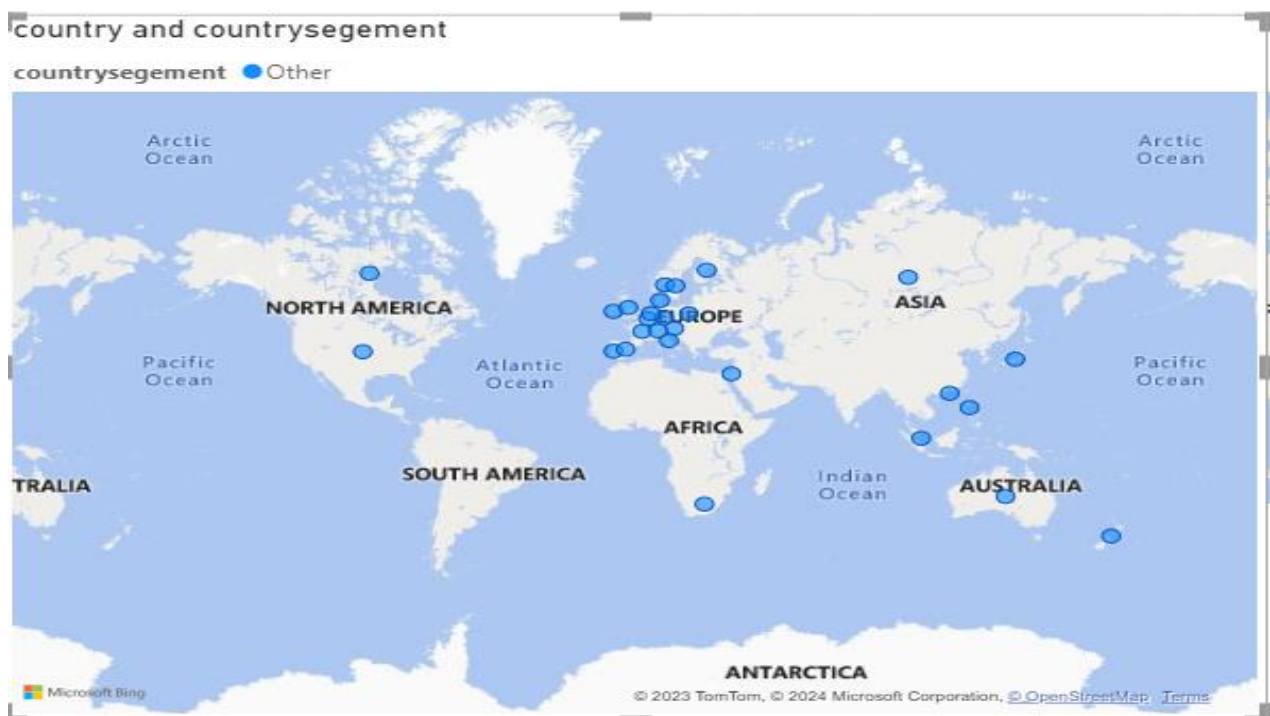 country and countrysegement
countrysegement Other
Arctic
Ocean
Arctic
Ocean
NORTH AMERICA
EUROPE
ASIA
Pacific
Ocean
Atlantic
Ocean
Pacific
Ocean
AFRICA
SOUTH AMERICA
Indian
Ocean
TRALIA
AUSTRALIA
ANTARCTICA
Microsoft Bing
© 2023 TomTom, © 2024 Microsoft Corporation, © OpenStreetMap Terms